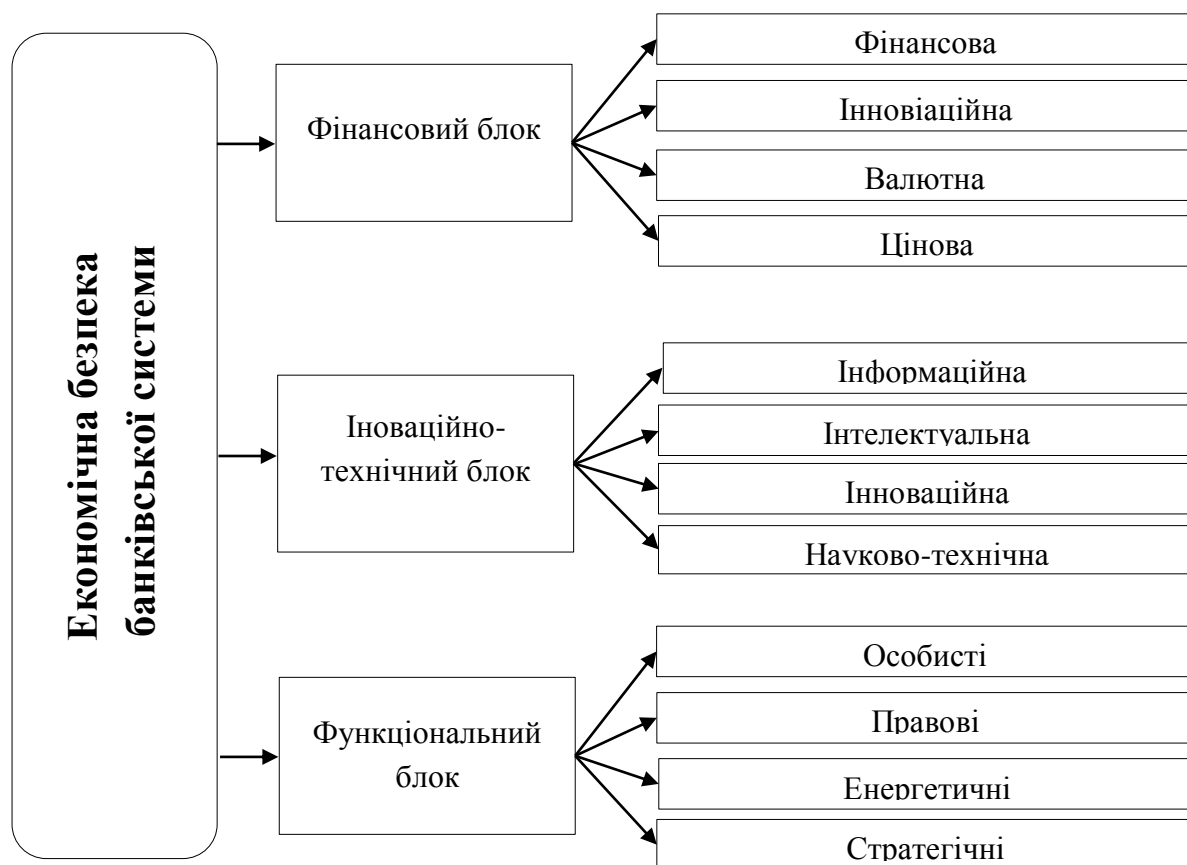 Економічна безпека
банківської системи
Фінансовий блок
Фінансова
Інновіаційна
Валютна
Цінова
Іноваційно-
технічний блок
Інформаційна
Інтелектуальна
Інноваційна
Науково-технічна
Функціональний
блок
Особисті
Правові
Енергетичні
Стратегічні